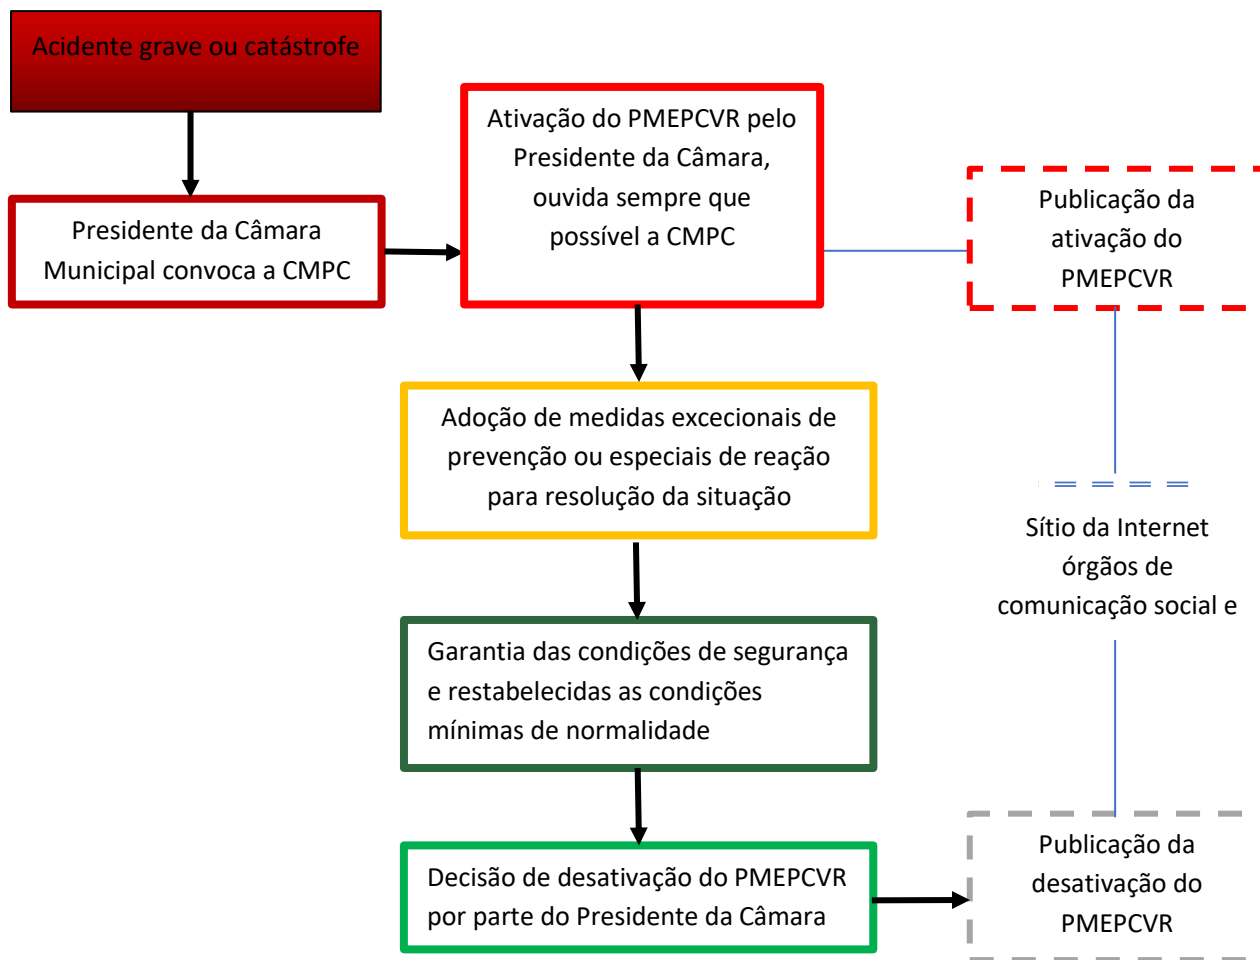 Acidente grave ou catástrofe
Presidente da Câmara
Municipal convoca a CMPC
Ativação do PMEPCVR pelo
Presidente da Câmara,
ouvida sempre que
possível a CMPC
Publicação da
ativação do
PMEPCVR
Adoção de medidas excecionais de
prevenção ou especiais de reação
para resolução da situação
Sítio da Internet
órgãos de
comunicação social e
Garantia das condições de segurança
e restabelecidas as condições
mínimas de normalidade
Decisão de desativação do PMEPCVR
por parte do Presidente da Câmara
Publicação da
desativação do
PMEPCVR